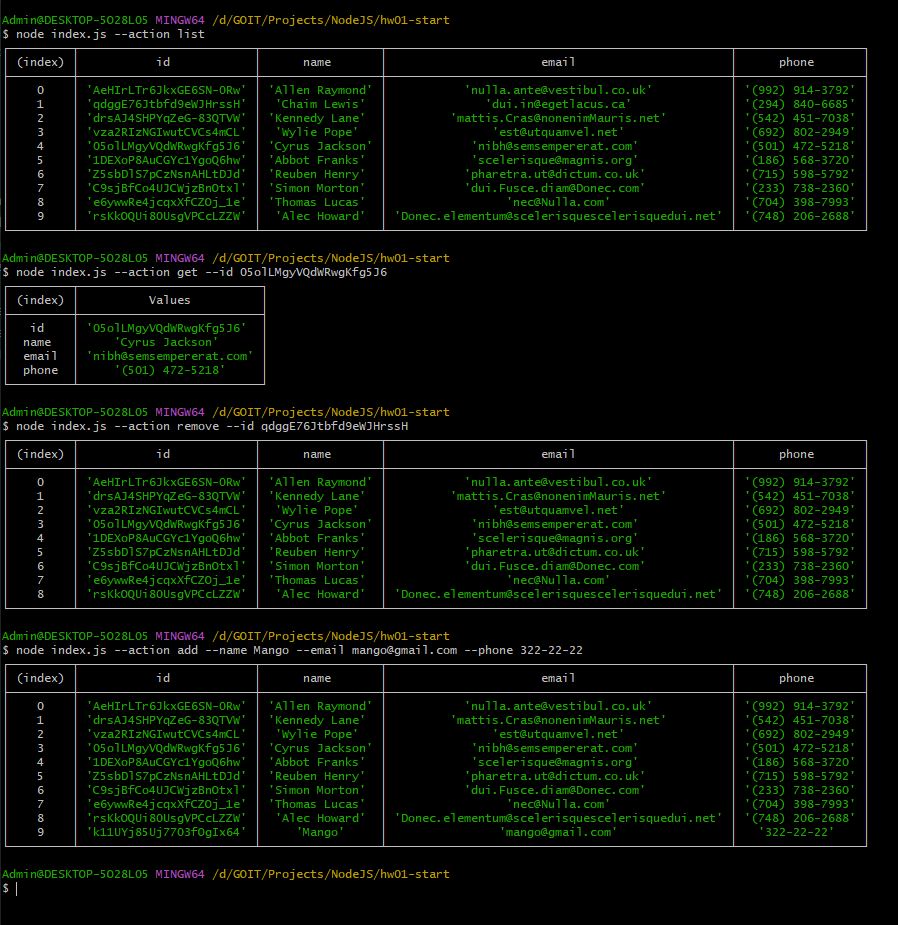 Admin@DESKTOP-5O28L05 MINGW64 /d/GOIT/Projects/NodeJS/hw01-start
$ node index.js --action list
(index) id name email phone
0 'AeHIrLTr6JkxGE6SN-0Rw' 'Allen Raymond' 'nulla.ante@vestibul.co.uk' '(992) 914-3792'
1 'qdggE76Jtbfd9eWJHrssH' 'Chaim Lewis' 'dui.in@egetlacus.ca' '(294) 840-6685'
2 'drsAJ4SHPYqZeG-83QTVW' 'Kennedy Lane' 'mattis.Cras@nonenimMauris.net' '(542) 451-7038'
3 'vza2RIzNGIwutCVCs4mCL' 'Wylie Pope' 'est@utquamvel.net' '(692) 802-2949'
4 '05olLMgyVQdWRwgKfg5J6' 'Cyrus Jackson' 'nibh@semsempererat.com' '(501) 472-5218'
5 '1DEXoP8AuCGYc1YgoQ6hw' 'Abbot Franks' 'scelerisque@magnis.org' '(186) 568-3720'
6 'Z5sbDlS7pCzNsnAHLtDJd' 'Reuben Henry' 'pharetra.ut@dictum.co.uk' '(715) 598-5792'
7 'C9sjBfCo4UJCWjzBnOtxl' 'Simon Morton' 'dui.Fusce.diam@Donec.com' '(233) 738-2360'
8 'e6ywwRe4jcqxXfCZOj_1e' 'Thomas Lucas' 'nec@Nulla.com' '(704) 398-7993'
9 'rsKkOQUi80UsgVPCcLZZW' 'Alec Howard' 'Donec.elementum@scelerisquescelerisquedui.net' '(748) 206-2688'
Admin@DESKTOP-5O28L05 MINGW64 /d/GOIT/Projects/NodeJS/hw01-start
$ node index.js --action get --id 05olLMgyVQdWRwgKfg5J6
(index) Values
id '05olLMgyVQdWRwgKfg5J6'
name 'Cyrus Jackson'
email 'nibh@semsempererat.com'
phone '(501) 472-5218'
Admin@DESKTOP-5O28L05 MINGW64 /d/GOIT/Projects/NodeJS/hw01-start
$ node index.js --action remove --id qdggE76Jtbfd9eWJHrssH
(index) id name email phone
0 'AeHIrLTr6JkxGE6SN-0Rw' 'Allen Raymond' 'nulla.ante@vestibul.co.uk' '(992) 914-3792'
1 'drsAJ4SHPYqZeG-83QTVW' 'Kennedy Lane' 'mattis.Cras@nonenimMauris.net' '(542) 451-7038'
2 'vza2RIzNGIwutCVCs4mCL' 'Wylie Pope' 'est@utquamvel.net' '(692) 802-2949'
3 '05olLMgyVQdWRwgKfg5J6' 'Cyrus Jackson' 'nibh@semsempererat.com' '(501) 472-5218'
4 '1DEXoP8AuCGYc1YgoQ6hw' 'Abbot Franks' 'scelerisque@magnis.org' '(186) 568-3720'
5 'Z5sbDlS7pCzNsnAHLtDJd' 'Reuben Henry' 'pharetra.ut@dictum.co.uk' '(715) 598-5792'
6 'C9sjBfCo4UJCWjzBnOtxl' 'Simon Morton' 'dui.Fusce.diam@Donec.com' '(233) 738-2360'
7 'e6ywwRe4jcqxXfCZOj_1e' 'Thomas Lucas' 'nec@Nulla.com' '(704) 398-7993'
8 'rsKkOQUi80UsgVPCcLZZW' 'Alec Howard' 'Donec.elementum@scelerisquescelerisquedui.net' '(748) 206-2688'
Admin@DESKTOP-5O28L05 MINGW64 /d/GOIT/Projects/NodeJS/hw01-start
$ node index.js --action add --name Mango --email mango@gmail.com --phone 322-22-22
(index) id name email phone
0 'AeHIrLTr6JkxGE6SN-0Rw' 'Allen Raymond' 'nulla.ante@vestibul.co.uk' '(992) 914-3792'
1 'drsAJ4SHPYqZeG-83QTVW' 'Kennedy Lane' 'mattis.Cras@nonenimMauris.net' '(542) 451-7038'
2 'vza2RIzNGIwutCVCs4mCL' 'Wylie Pope' 'est@utquamvel.net' '(692) 802-2949'
3 '05olLMgyVQdWRwgKfg5J6' 'Cyrus Jackson' 'nibh@semsempererat.com' '(501) 472-5218'
4 '1DEXoP8AuCGYc1YgoQ6hw' 'Abbot Franks' 'scelerisque@magnis.org' '(186) 568-3720'
5 'Z5sbDlS7pCzNsnAHLtDJd' 'Reuben Henry' 'pharetra.ut@dictum.co.uk' '(715) 598-5792'
6 'C9sjBfCo4UJCWjzBnOtxl' 'Simon Morton' 'dui.Fusce.diam@Donec.com' '(233) 738-2360'
7 'e6ywwRe4jcqxXfCZOj_1e' 'Thomas Lucas' 'nec@Nulla.com' '(704) 398-7993'
8 'rsKkOQUi80UsgVPCcLZZW' 'Alec Howard' 'Donec.elementum@scelerisquescelerisquedui.net' '(748) 206-2688'
9 'k11UYj85Uj77O3fOgIx64' 'Mango' 'mango@gmail.com' '322-22-22'
Admin@DESKTOP-5O28L05 MINGW64 /d/GOIT/Projects/NodeJS/hw01-start
$